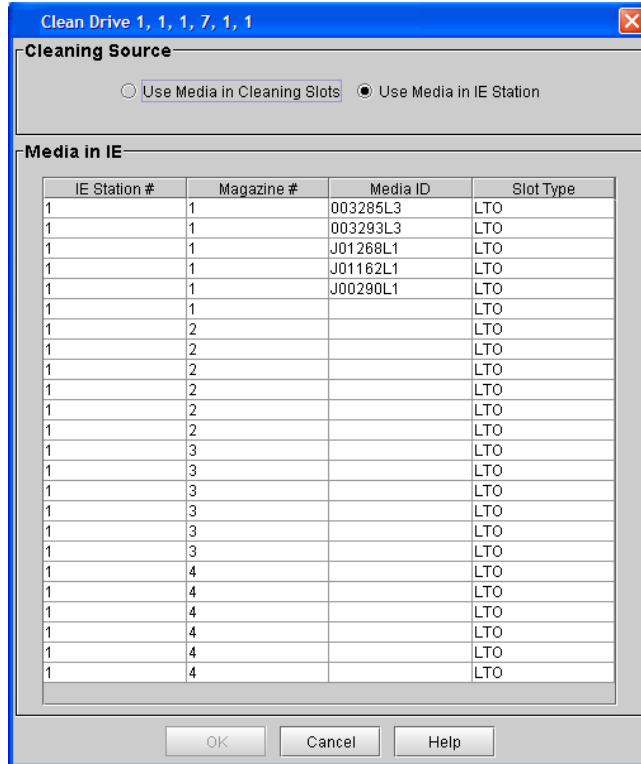 Clean Drive 1, 1, 1, 7, 1, 1
Cleaning Source
Use Media in Cleaning Slots Use Media in IE Station
Media in IE
IE Station # Magazine # Media ID Slot Type
1 1 003285L3 LTO
1 1 003293L3 LTO
1 1 J01268L1 LTO
1 1 J01162L1 LTO
1 1 J00290L1 LTO
1 1 LTO
1 2 LTO
1 2 LTO
1 2 LTO
1 2 LTO
1 2 LTO
1 2 LTO
1 3 LTO
1 3 LTO
1 3 LTO
1 3 LTO
1 3 LTO
1 3 LTO
1 4 LTO
1 4 LTO
1 4 LTO
1 4 LTO
1 4 LTO
1 4 LTO
OK Cancel Help